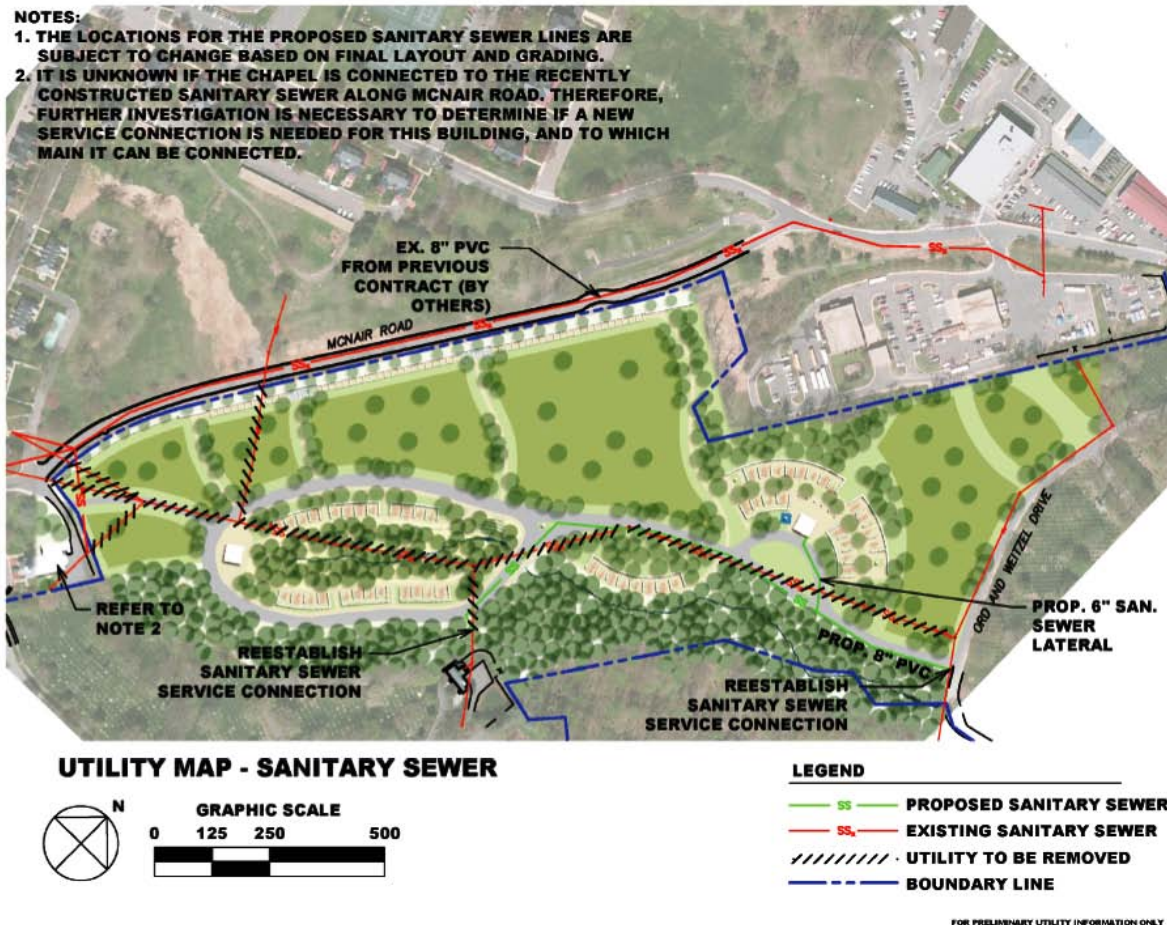 NOTES:
1. THE LOCATIONS FOR THE PROPOSED SANITARY SEWER LINES ARE
SUBJECT TO CHANGE BASED ON FINAL LAYOUT AND GRADING.
2. IT IS UNKNOWN IF THE CHAPEL IS CONNECTED TO THE RECENTLY
CONSTRUCTED SANITARY SEWER ALONG MCNAIR ROAD. THEREFORE,
FURTHER INVESTIGATION IS NECESSARY TO DETERMINE IF A NEW
SERVICE CONNECTION IS NEEDED FOR THIS BUILDING, AND TO WHICH
MAIN IT CAN BE CONNECTED.
EX. 8" PVC
FROM PREVIOUS
CONTRACT (BY
OTHERS)
MCNAIR ROAD
SSx
SSx
SSx
SSx
ORD AND WEITZEL DRIVE
REFER TO
NOTE 2
REESTABLISH
SANITARY SEWER
SERVICE CONNECTION
SS
PROP. 8" PVC
PROP. 6" SAN.
SEWER
LATERAL
REESTABLISH
SANITARY SEWER
SERVICE CONNECTION
UTILITY MAP - SANITARY SEWER
N
GRAPHIC SCALE
0 125 250 500
LEGEND
SS PROPOSED SANITARY SEWER
SSx EXISTING SANITARY SEWER
UTILITY TO BE REMOVED
BOUNDARY LINE
FOR PRELIMINARY UTILITY INFORMATION ONLY